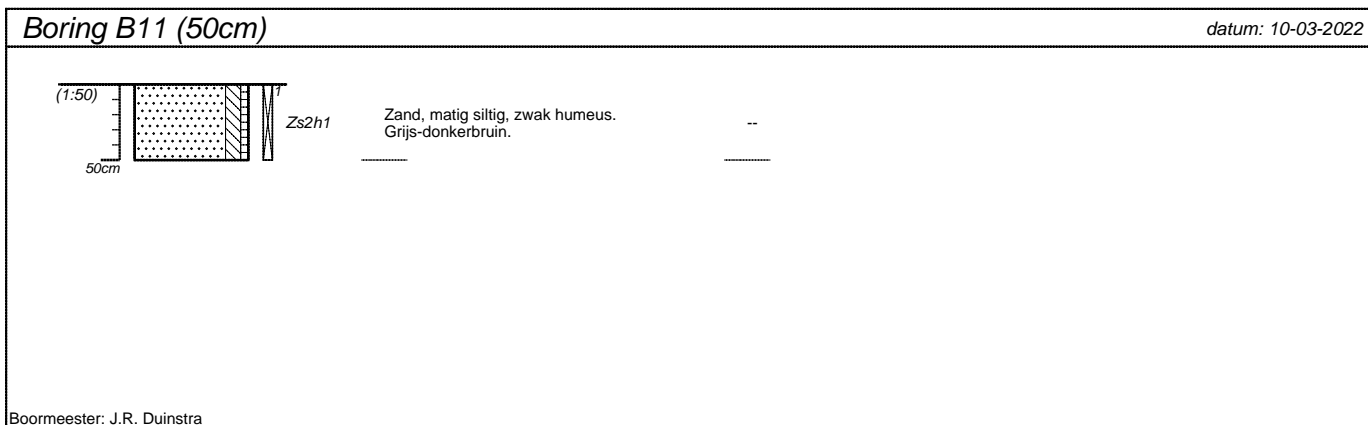 Boring B11 (50cm)
datum: 10-03-2022
(1:50)
1
Zs2h1
Zand, matig siltig, zwak humeus.
Grijs-donkerbruin.
--
50cm
Boormeester: J.R. Duinstra